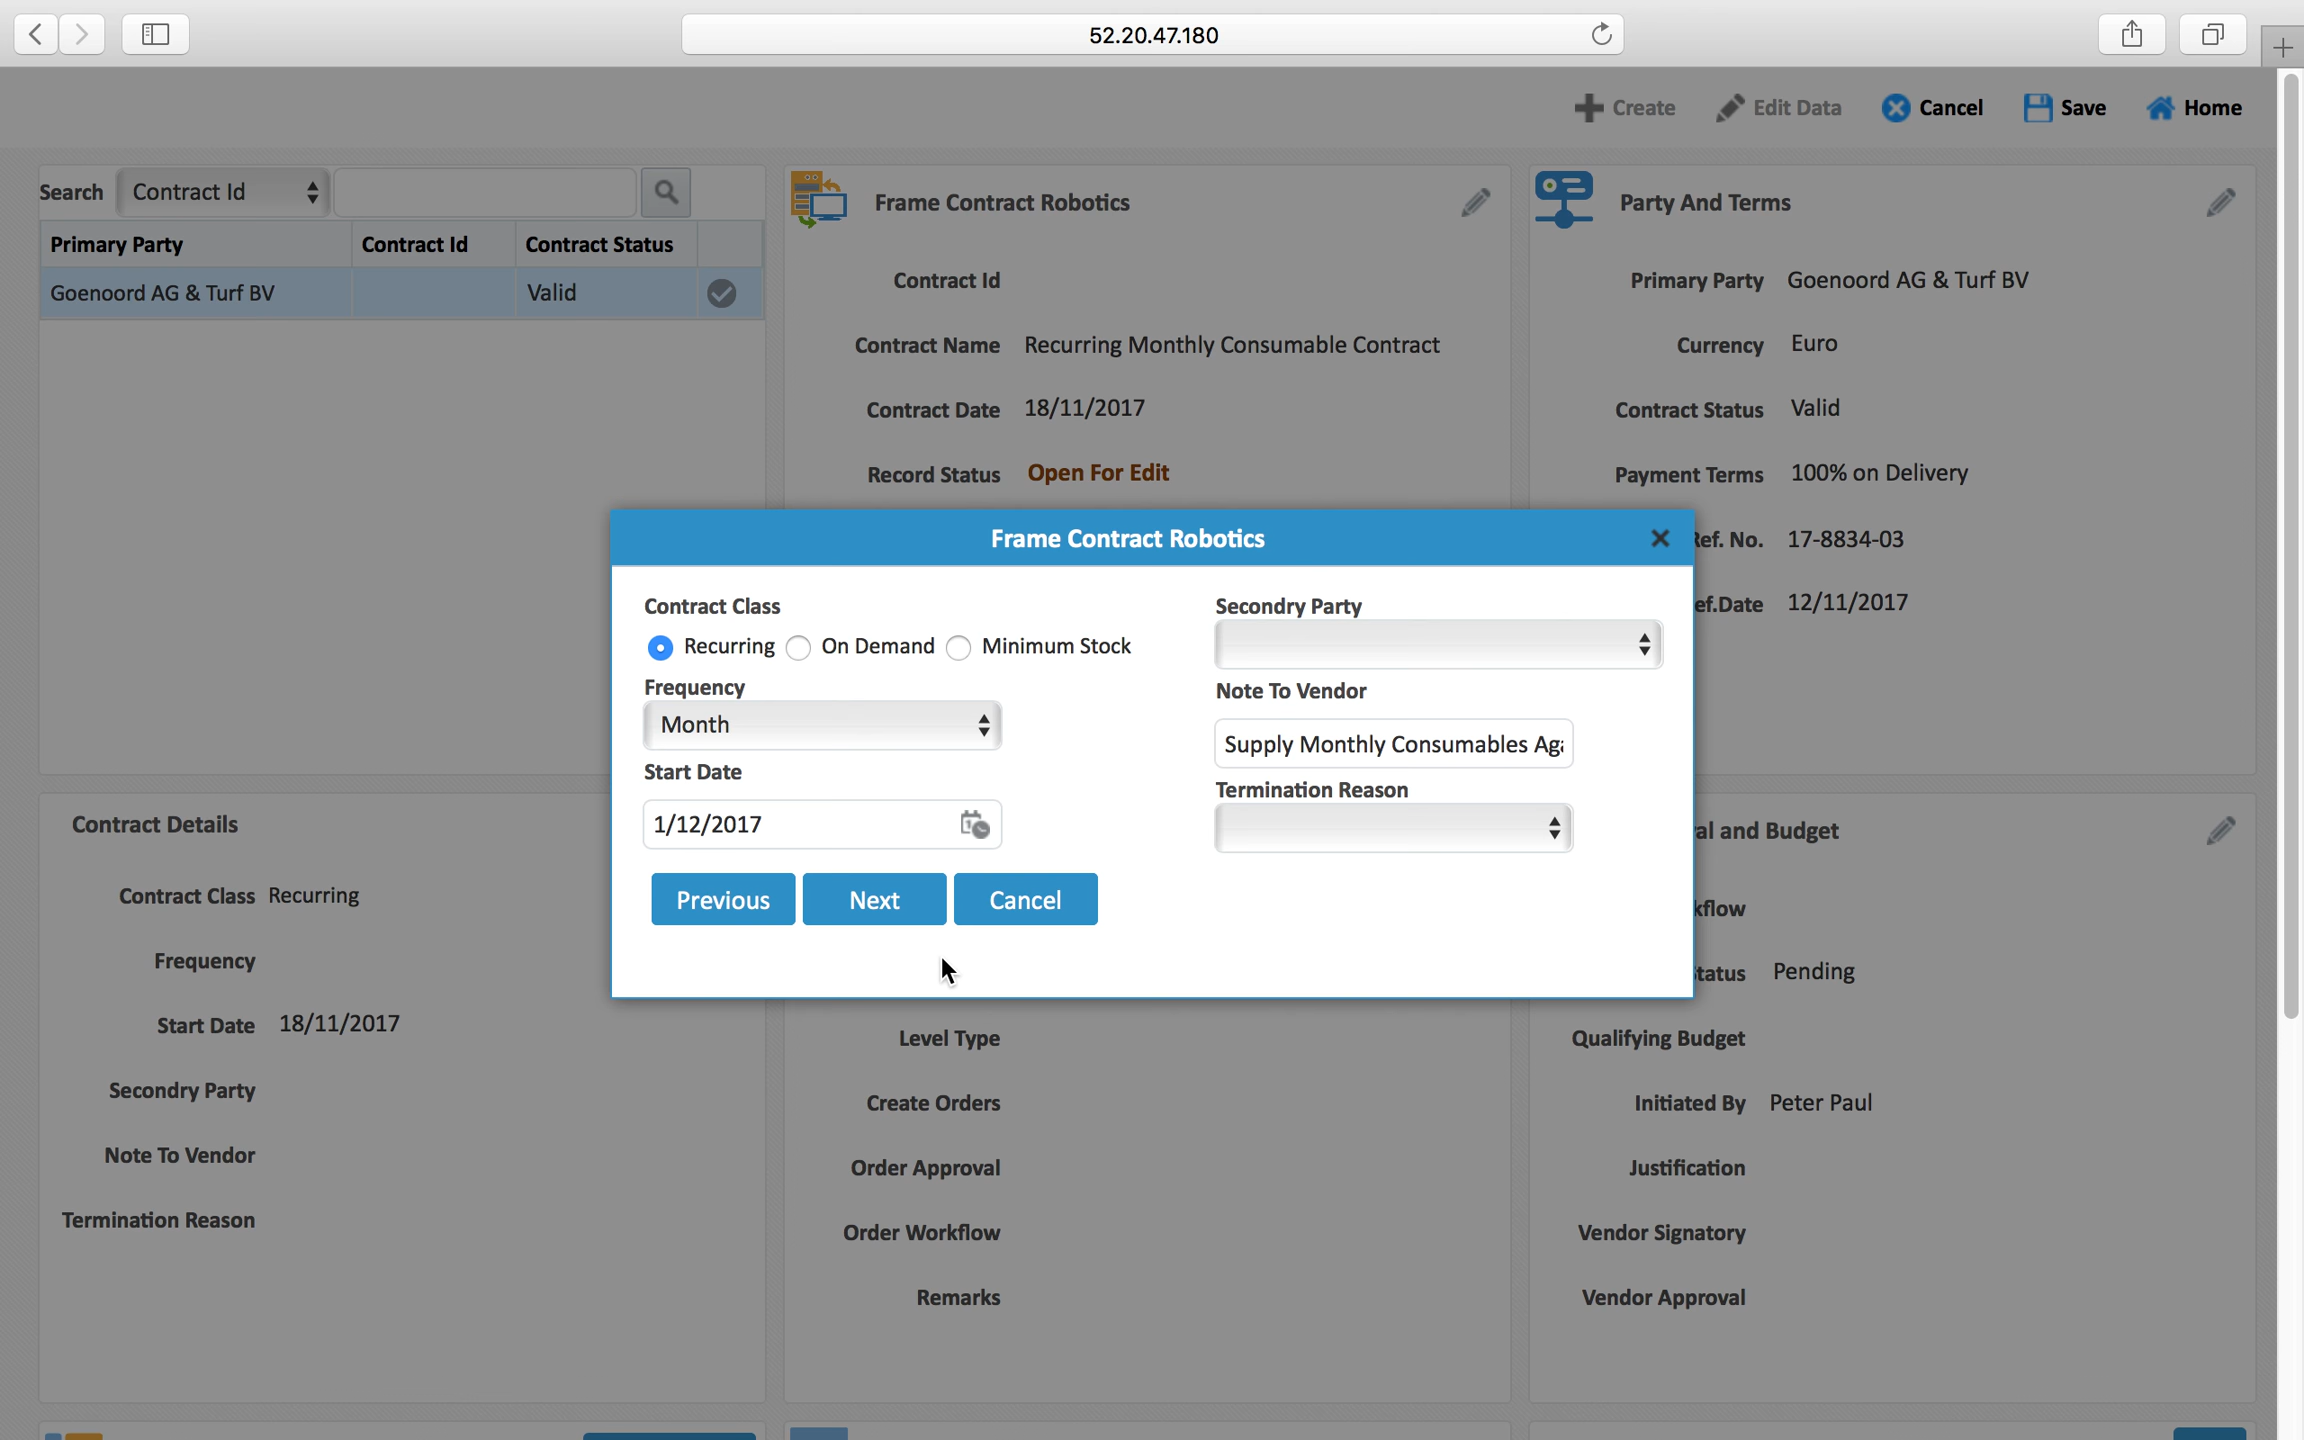 52.20.47.180
Create Edit Data Cancel Save Home
Search Contract Id
Primary Party Contract Id Contract Status
Goenoord AG & Turf BV Valid
Frame Contract Robotics
Contract Id
Contract Name Recurring Monthly Consumable Contract
Contract Date 18/11/2017
Record Status Open For Edit
Party And Terms
Primary Party Goenoord AG & Turf BV
Currency Euro
Contract Status Valid
Payment Terms 100% on Delivery
Ref. No. 17-8834-03
ef.Date 12/11/2017
Frame Contract Robotics
Contract Class
Recurring On Demand Minimum Stock
Frequency
Month
Start Date
1/12/2017
Secondry Party
Note To Vendor
Supply Monthly Consumables Aga
Termination Reason
Previous Next Cancel
Contract Details
Contract Class Recurring
Frequency
Start Date 18/11/2017
Secondry Party
Note To Vendor
Termination Reason
Level Type
Create Orders
Order Approval
Order Workflow
Remarks
al and Budget
kflow
tatus Pending
Qualifying Budget
Initiated By Peter Paul
Justification
Vendor Signatory
Vendor Approval